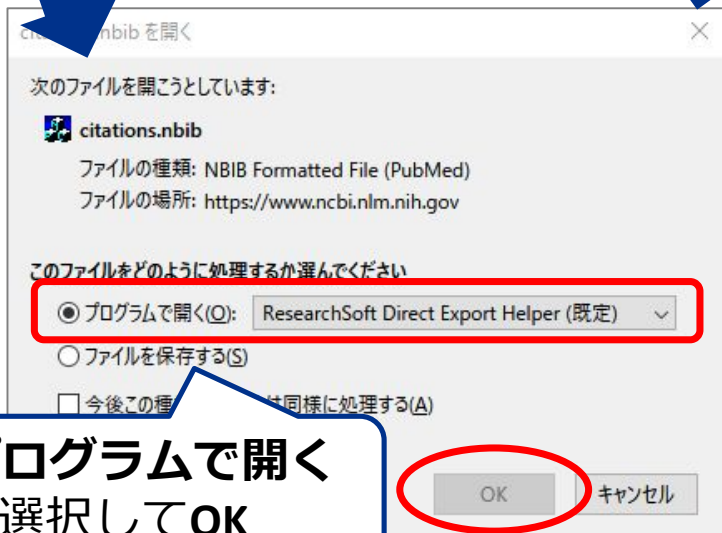 nbib を開く
次のファイルを開こうとしています:
citations.nbib
ファイルの種類: NBIB Formatted File (PubMed)
ファイルの場所: https://www.ncbi.nlm.nih.gov
このファイルをどのように処理するか選んでください
プログラムで開く(O): ResearchSoft Direct Export Helper (既定)
ファイルを保存する(S)
今後この種 は同様に処理する(A)
プログラムで開く
選択してOK
OK キャンセル